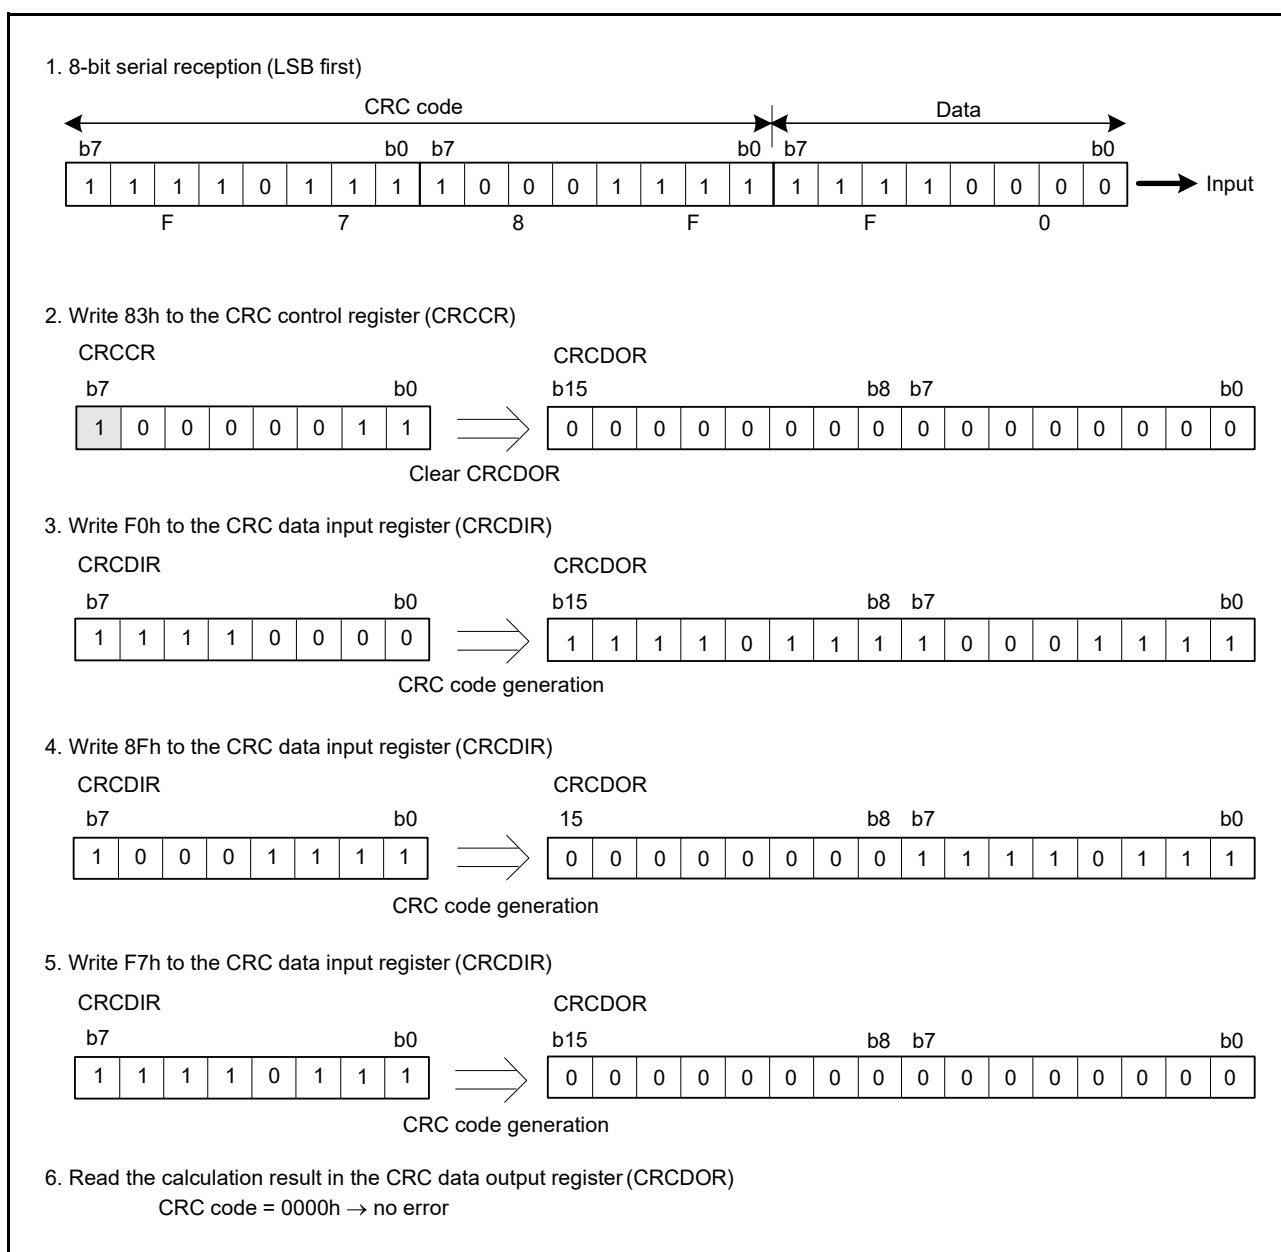 1. 8-bit serial reception (LSB first)
CRC code Data
b7 b0 b7 b0 b7 b0
1 1 1 1 0 1 1 1 1 0 0 0 1 1 1 1 1 1 1 1 0 0 0 0 Input
F 7 8 F F 0
2. Write 83h to the CRC control register (CRCCR)
CRCCR CRCDOR
b7 b0 b15 b8 b7 b0
1 0 0 0 0 0 1 1 0 0 0 0 0 0 0 0 0 0 0 0 0 0 0 0
Clear CRCDOR
3. Write F0h to the CRC data input register (CRCDIR)
CRCDIR CRCDOR
b7 b0 b15 b8 b7 b0
1 1 1 1 0 0 0 0 1 1 1 1 0 1 1 1 1 0 0 0 1 1 1 1
CRC code generation
4. Write 8Fh to the CRC data input register (CRCDIR)
CRCDIR CRCDOR
b7 b0 15 b8 b7 b0
1 0 0 0 1 1 1 1 0 0 0 0 0 0 0 0 1 1 1 1 0 1 1 1
CRC code generation
5. Write F7h to the CRC data input register (CRCDIR)
CRCDIR CRCDOR
b7 b0 b15 b8 b7 b0
1 1 1 1 0 1 1 1 0 0 0 0 0 0 0 0 0 0 0 0 0 0 0 0
CRC code generation
6. Read the calculation result in the CRC data output register (CRCDOR)
CRC code = 0000h → no error